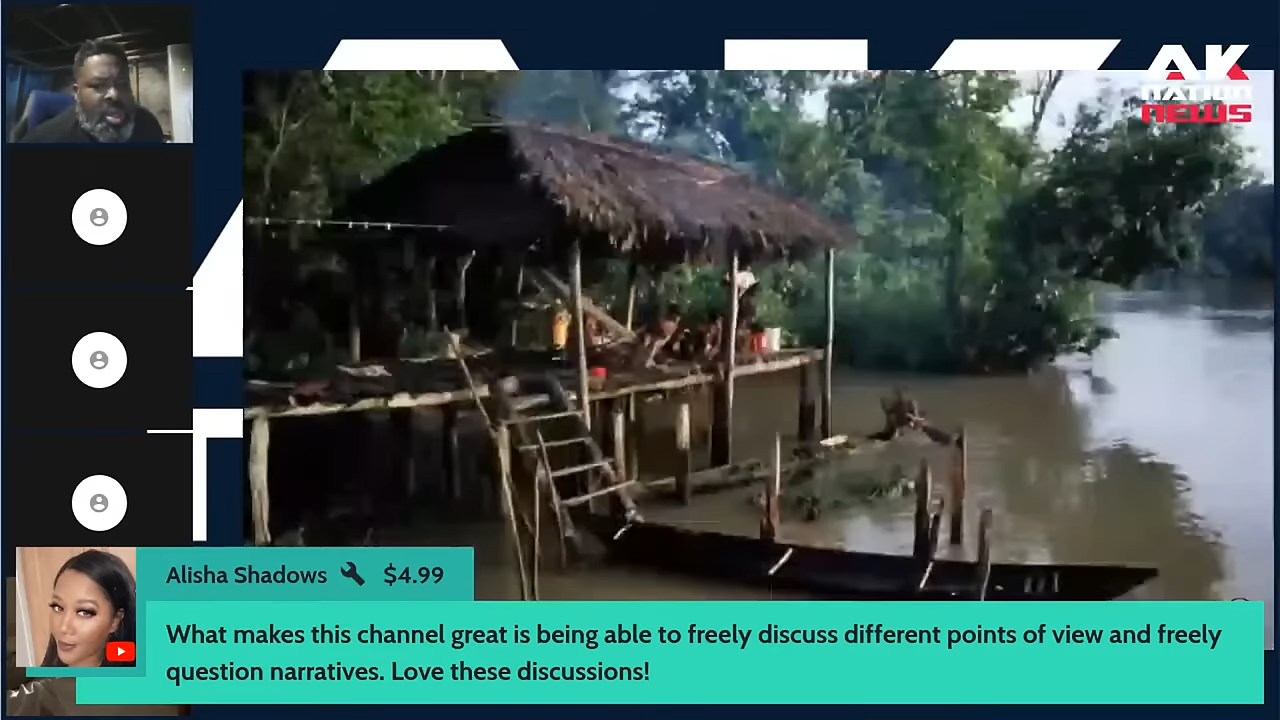 AK
NATION
NEWS
Alisha Shadows $4.99
What makes this channel great is being able to freely discuss different points of view and freely
question narratives. Love these discussions!